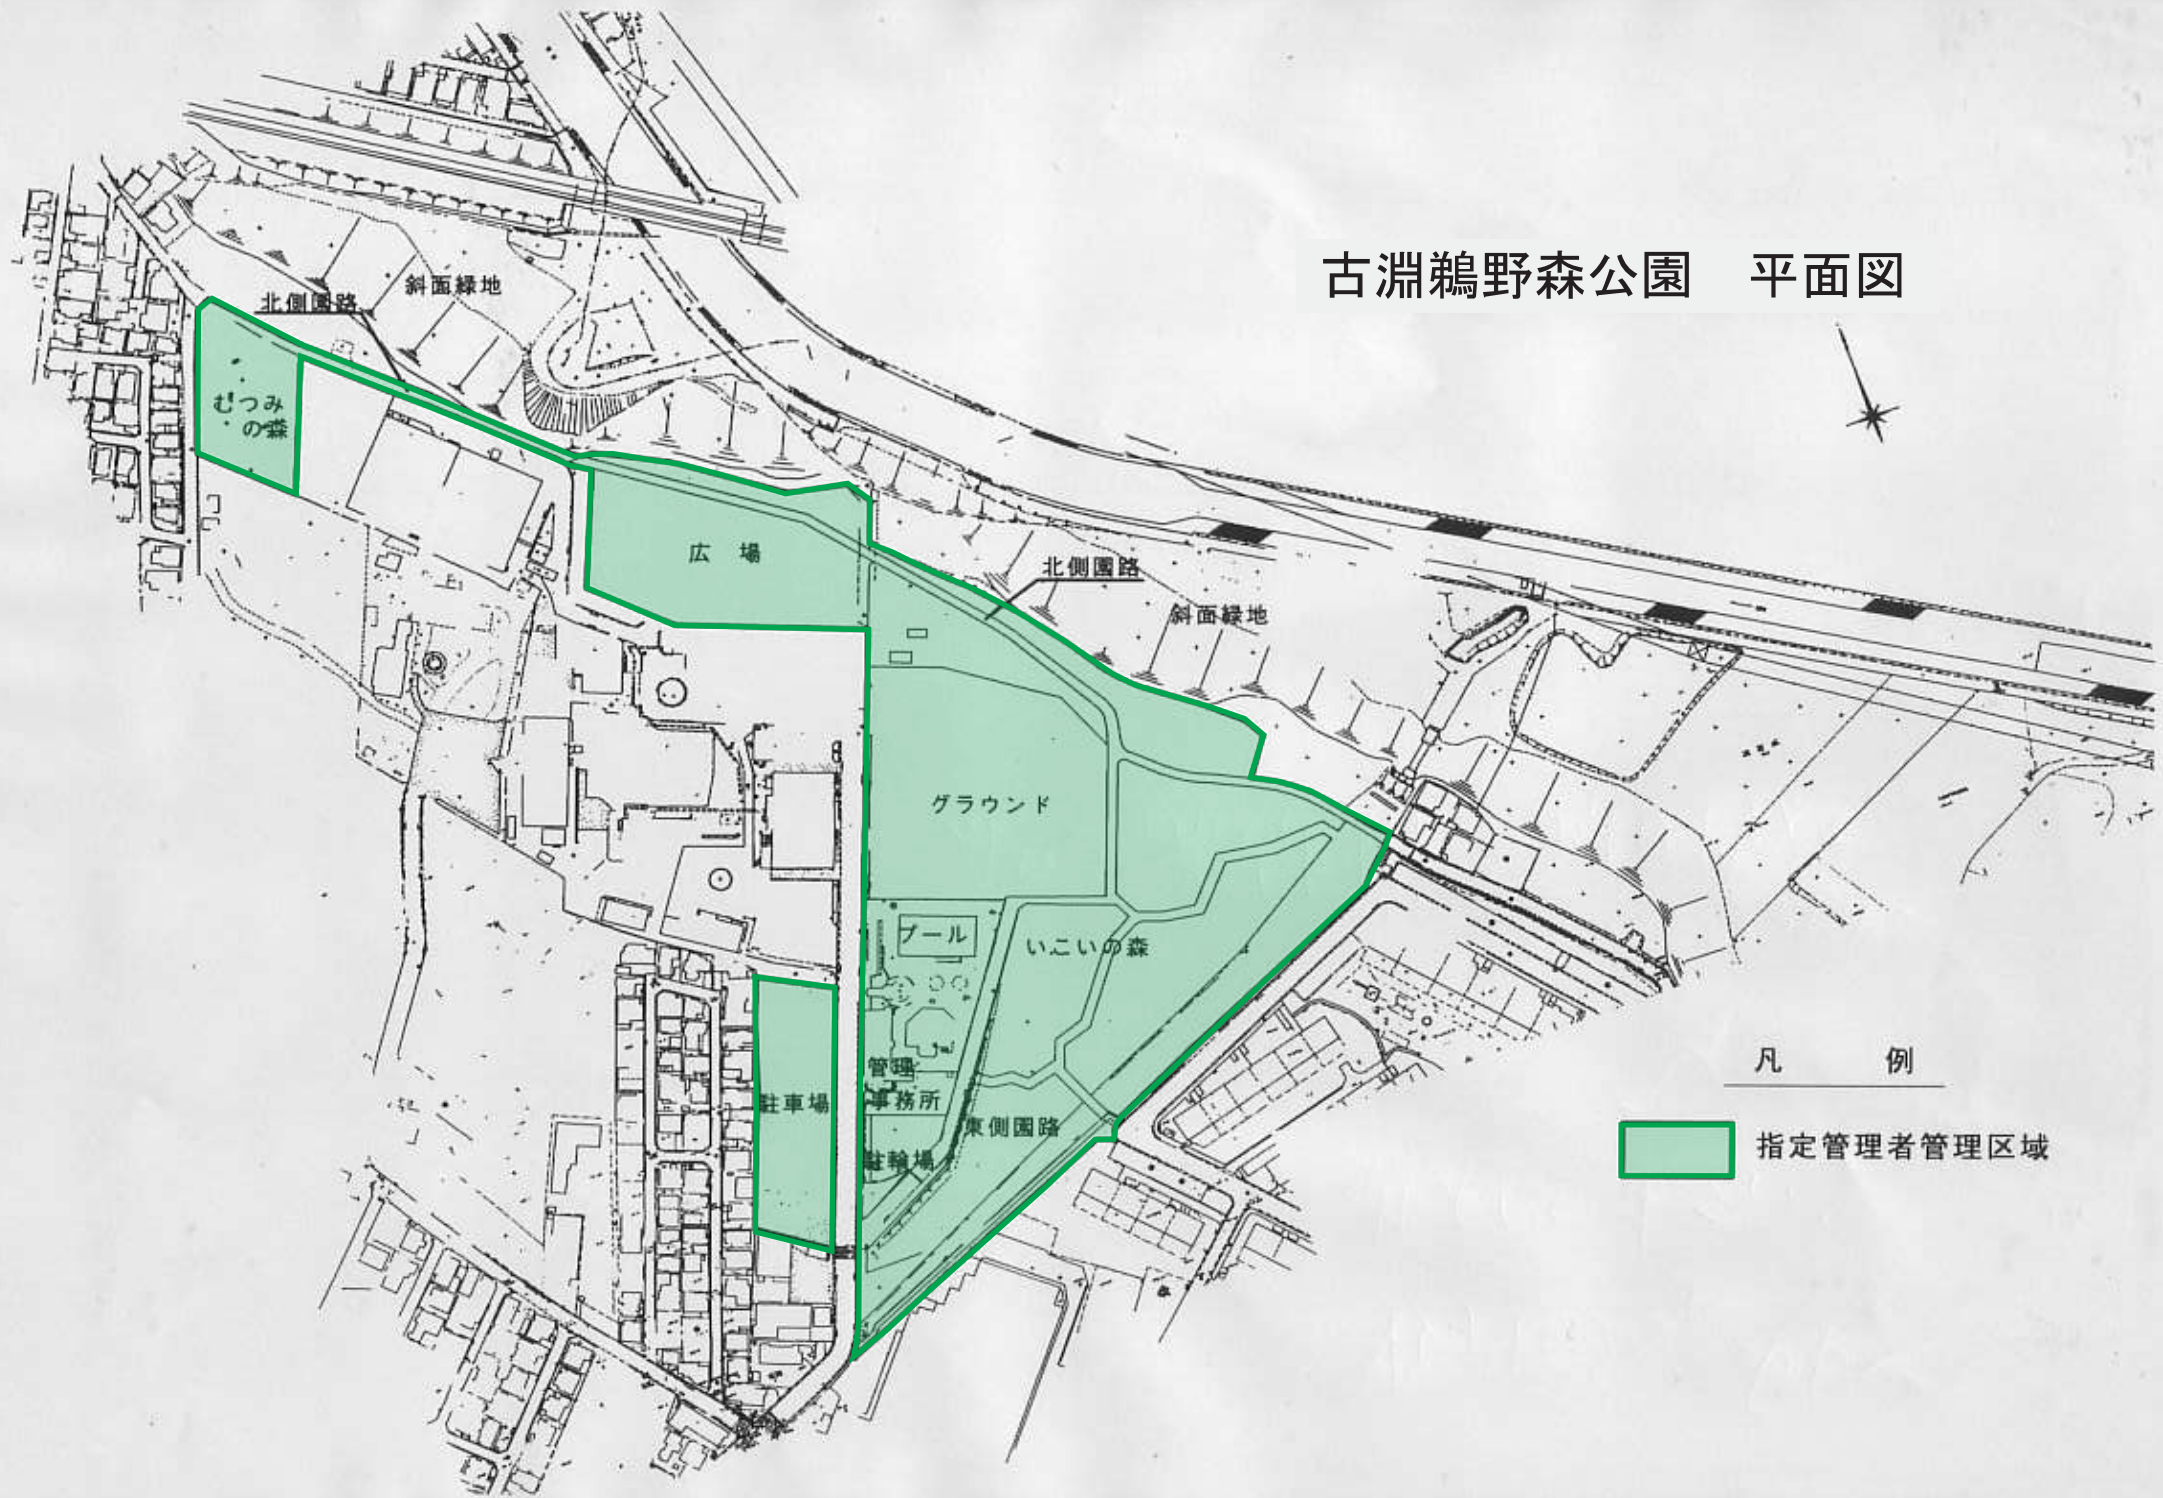 古淵鵜野森公園　平面図
斜面緑地
北側園路
むつみ
の森
広　場
北側園路
斜面緑地
グラウンド
プール
いこいの森
管理
事務所
駐車場
東側園路
駐輪場
凡　例
指定管理者管理区域